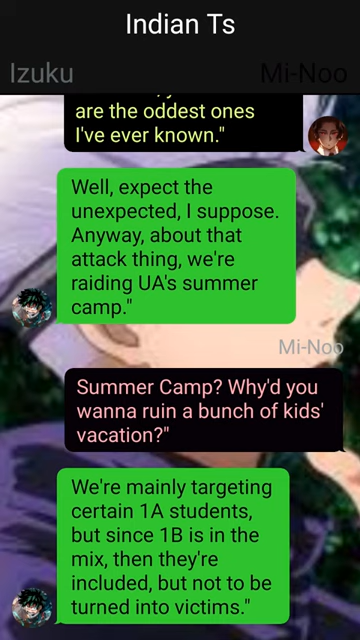 Indian Ts
Izuku
Mi-Noo
are the oddest ones
I've ever known."
Well, expect the
unexpected, I suppose.
Anyway, about that
attack thing, we're
raiding UA's summer
camp."
Mi-Noo
Summer Camp? Why'd you
wanna ruin a bunch of kids'
vacation?"
We're mainly targeting
certain 1A students,
but since 1B is in the
mix, then they're
included, but not to be
turned into victims."